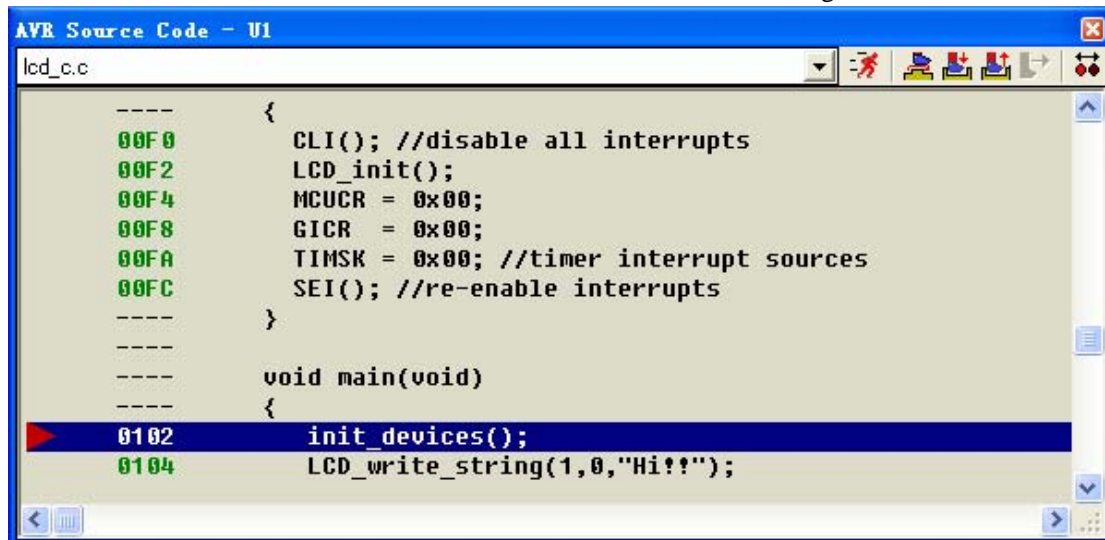 AVR Source Code - U1
lcd_c.c
---- {
00F0 CLI(); //disable all interrupts
00F2 LCD_init();
00F4 MCUCR = 0x00;
00F8 GICR  = 0x00;
00FA TIMSK = 0x00; //timer interrupt sources
00FC SEI(); //re-enable interrupts
---- }
----
---- void main(void)
---- {
0102 init_devices();
0104 LCD_write_string(1,0,"Hi!!");